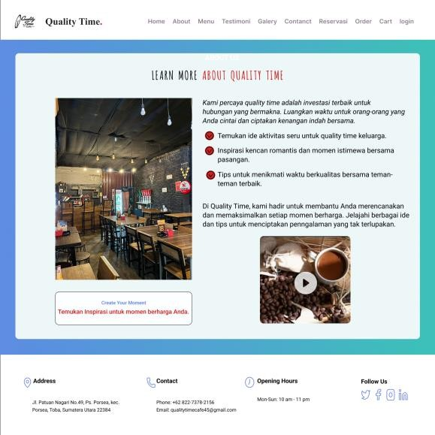 Quality Time.
Home About Menu Testimoni Galery Contanct Reservasi Order Cart login
LEARN MORE ABOUT QUALITY TIME
Kami percaya quality time adalah investasi terbaik untuk
hubungan yang bermakna. Luangkan waktu untuk orang-orang yang
Anda cintai dan ciptakan kenangan indah bersama.
Temukan ide aktivitas seru untuk quality time keluarga.
Inspirasi kencan romantis dan momen istimewa bersama
pasangan.
Tips untuk menikmati waktu berkualitas bersama teman-
teman terbaik.
Di Quality Time, kami hadir untuk membantu Anda merencanakan
dan memaksimalkan setiap momen berharga. Jelajahi berbagai ide
dan tips untuk menciptakan penngalaman yang tak terlupakan.
Create Your Moment
Temukan Inspirasi untuk momen berharga Anda.
Address
Jl. Patuan Nagari No.49, Ps. Porsea, kec.
Porsea, Toba, Sumatera Utara 22384
Contact
Phone: +62 822-7378-2156
Email: qualitytimecafe45@gmail.com
Opening Hours
Mon-Sun: 10 am - 11 pm
Follow Us